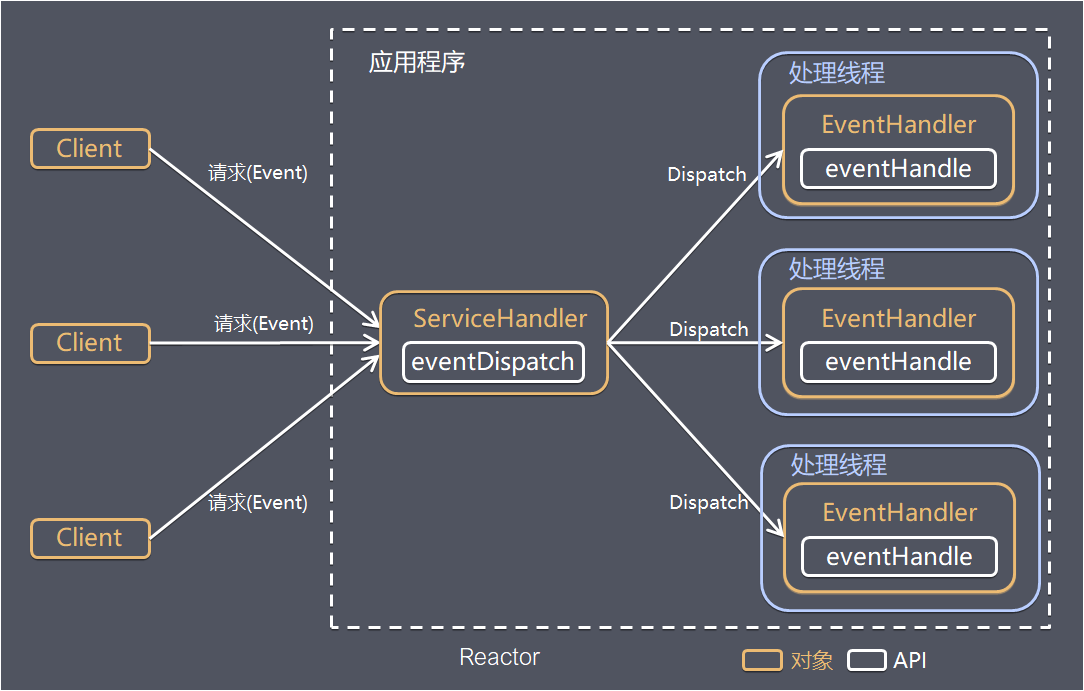 应用程序
处理线程
EventHandler
eventHandle
Client
请求(Event)
Dispatch
处理线程
EventHandler
eventHandle
Client
请求(Event)
ServiceHandler
eventDispatch
Dispatch
处理线程
EventHandler
eventHandle
Client
请求(Event)
Dispatch
Reactor
对象
API